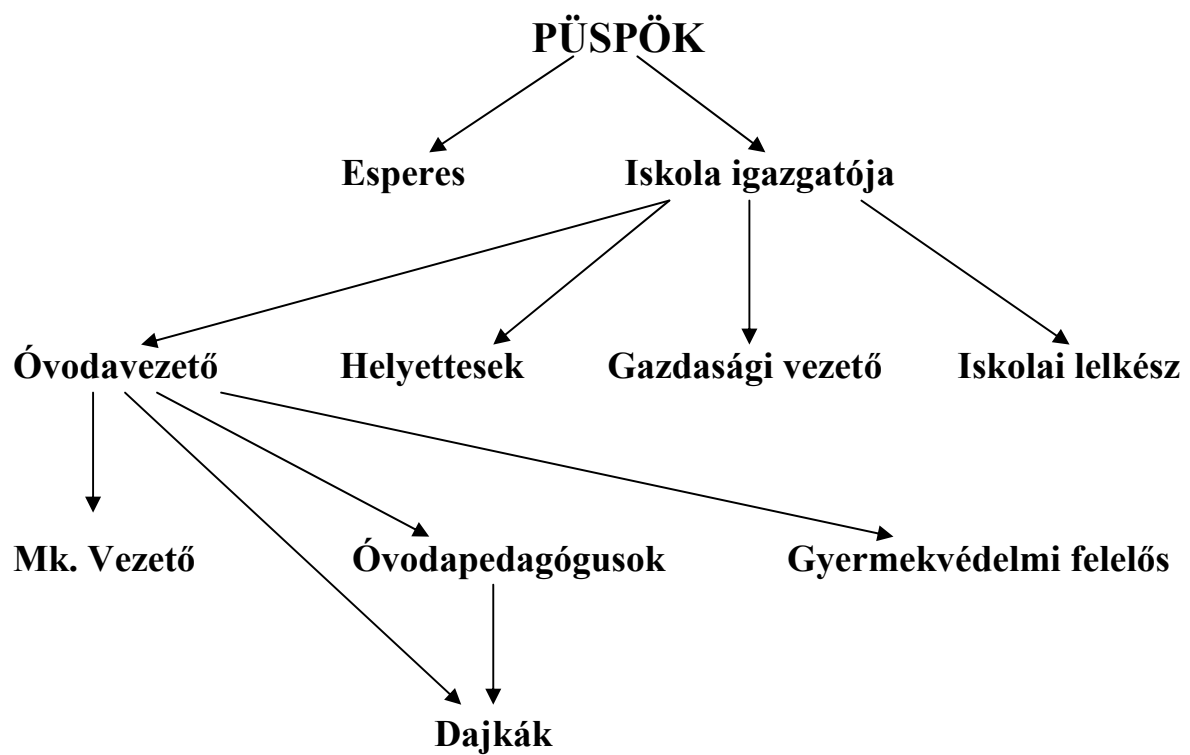 PÜSPÖK
Esperes Iskola igazgatója
Óvodavezető Helyettesek Gazdasági vezető Iskolai lelkész
Mk. Vezető Óvodapedagógusok Gyermekvédelmi felelős
Dajkák